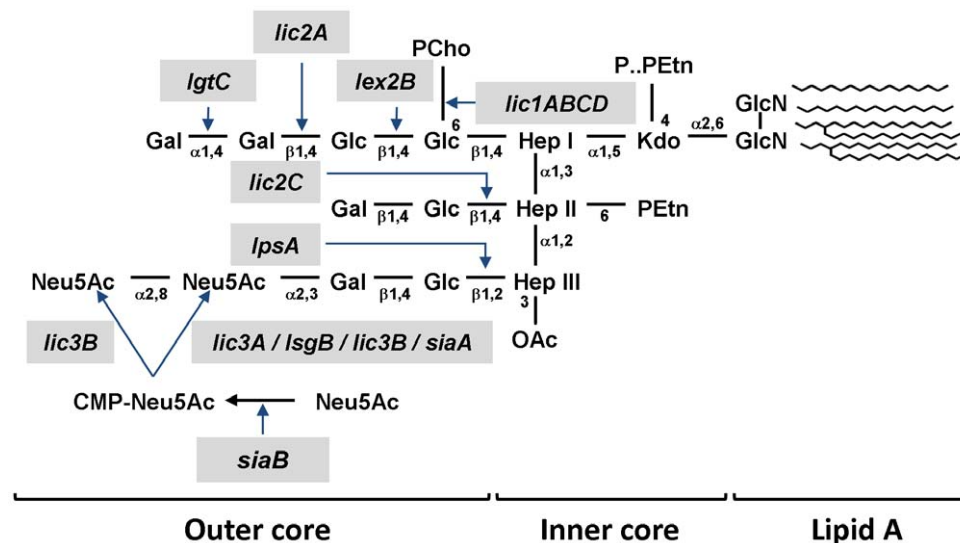 lic2A
PCho
P..PEtn
lgtC
lex2B
lic1ABCD
GlcN
6
4
α2,6
Gal α1,4 Gal β1,4 Glc β1,4 Glc β1,4 Hep I α1,5 Kdo GlcN
lic2C
α1,3
Gal β1,4 Glc β1,4 Hep II 6 PEtn
lpsA
α1,2
Neu5Ac α2,8 Neu5Ac α2,3 Gal β1,4 Glc β1,2 Hep III
3
lic3B
lic3A / lsgB / lic3B / siaA
OAc
CMP-Neu5Ac Neu5Ac
siaB
Outer core Inner core Lipid A